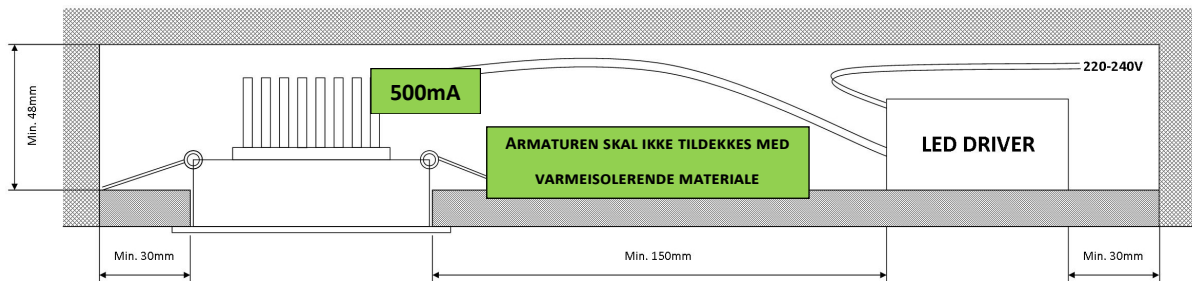 220-240V
500mA
Min. 48mm
ARMATUREN SKAL IKKE TILDEKKES MED
VARMEISOLERENDE MATERIALE
LED DRIVER
Min. 30mm
Min. 150mm
Min. 30mm